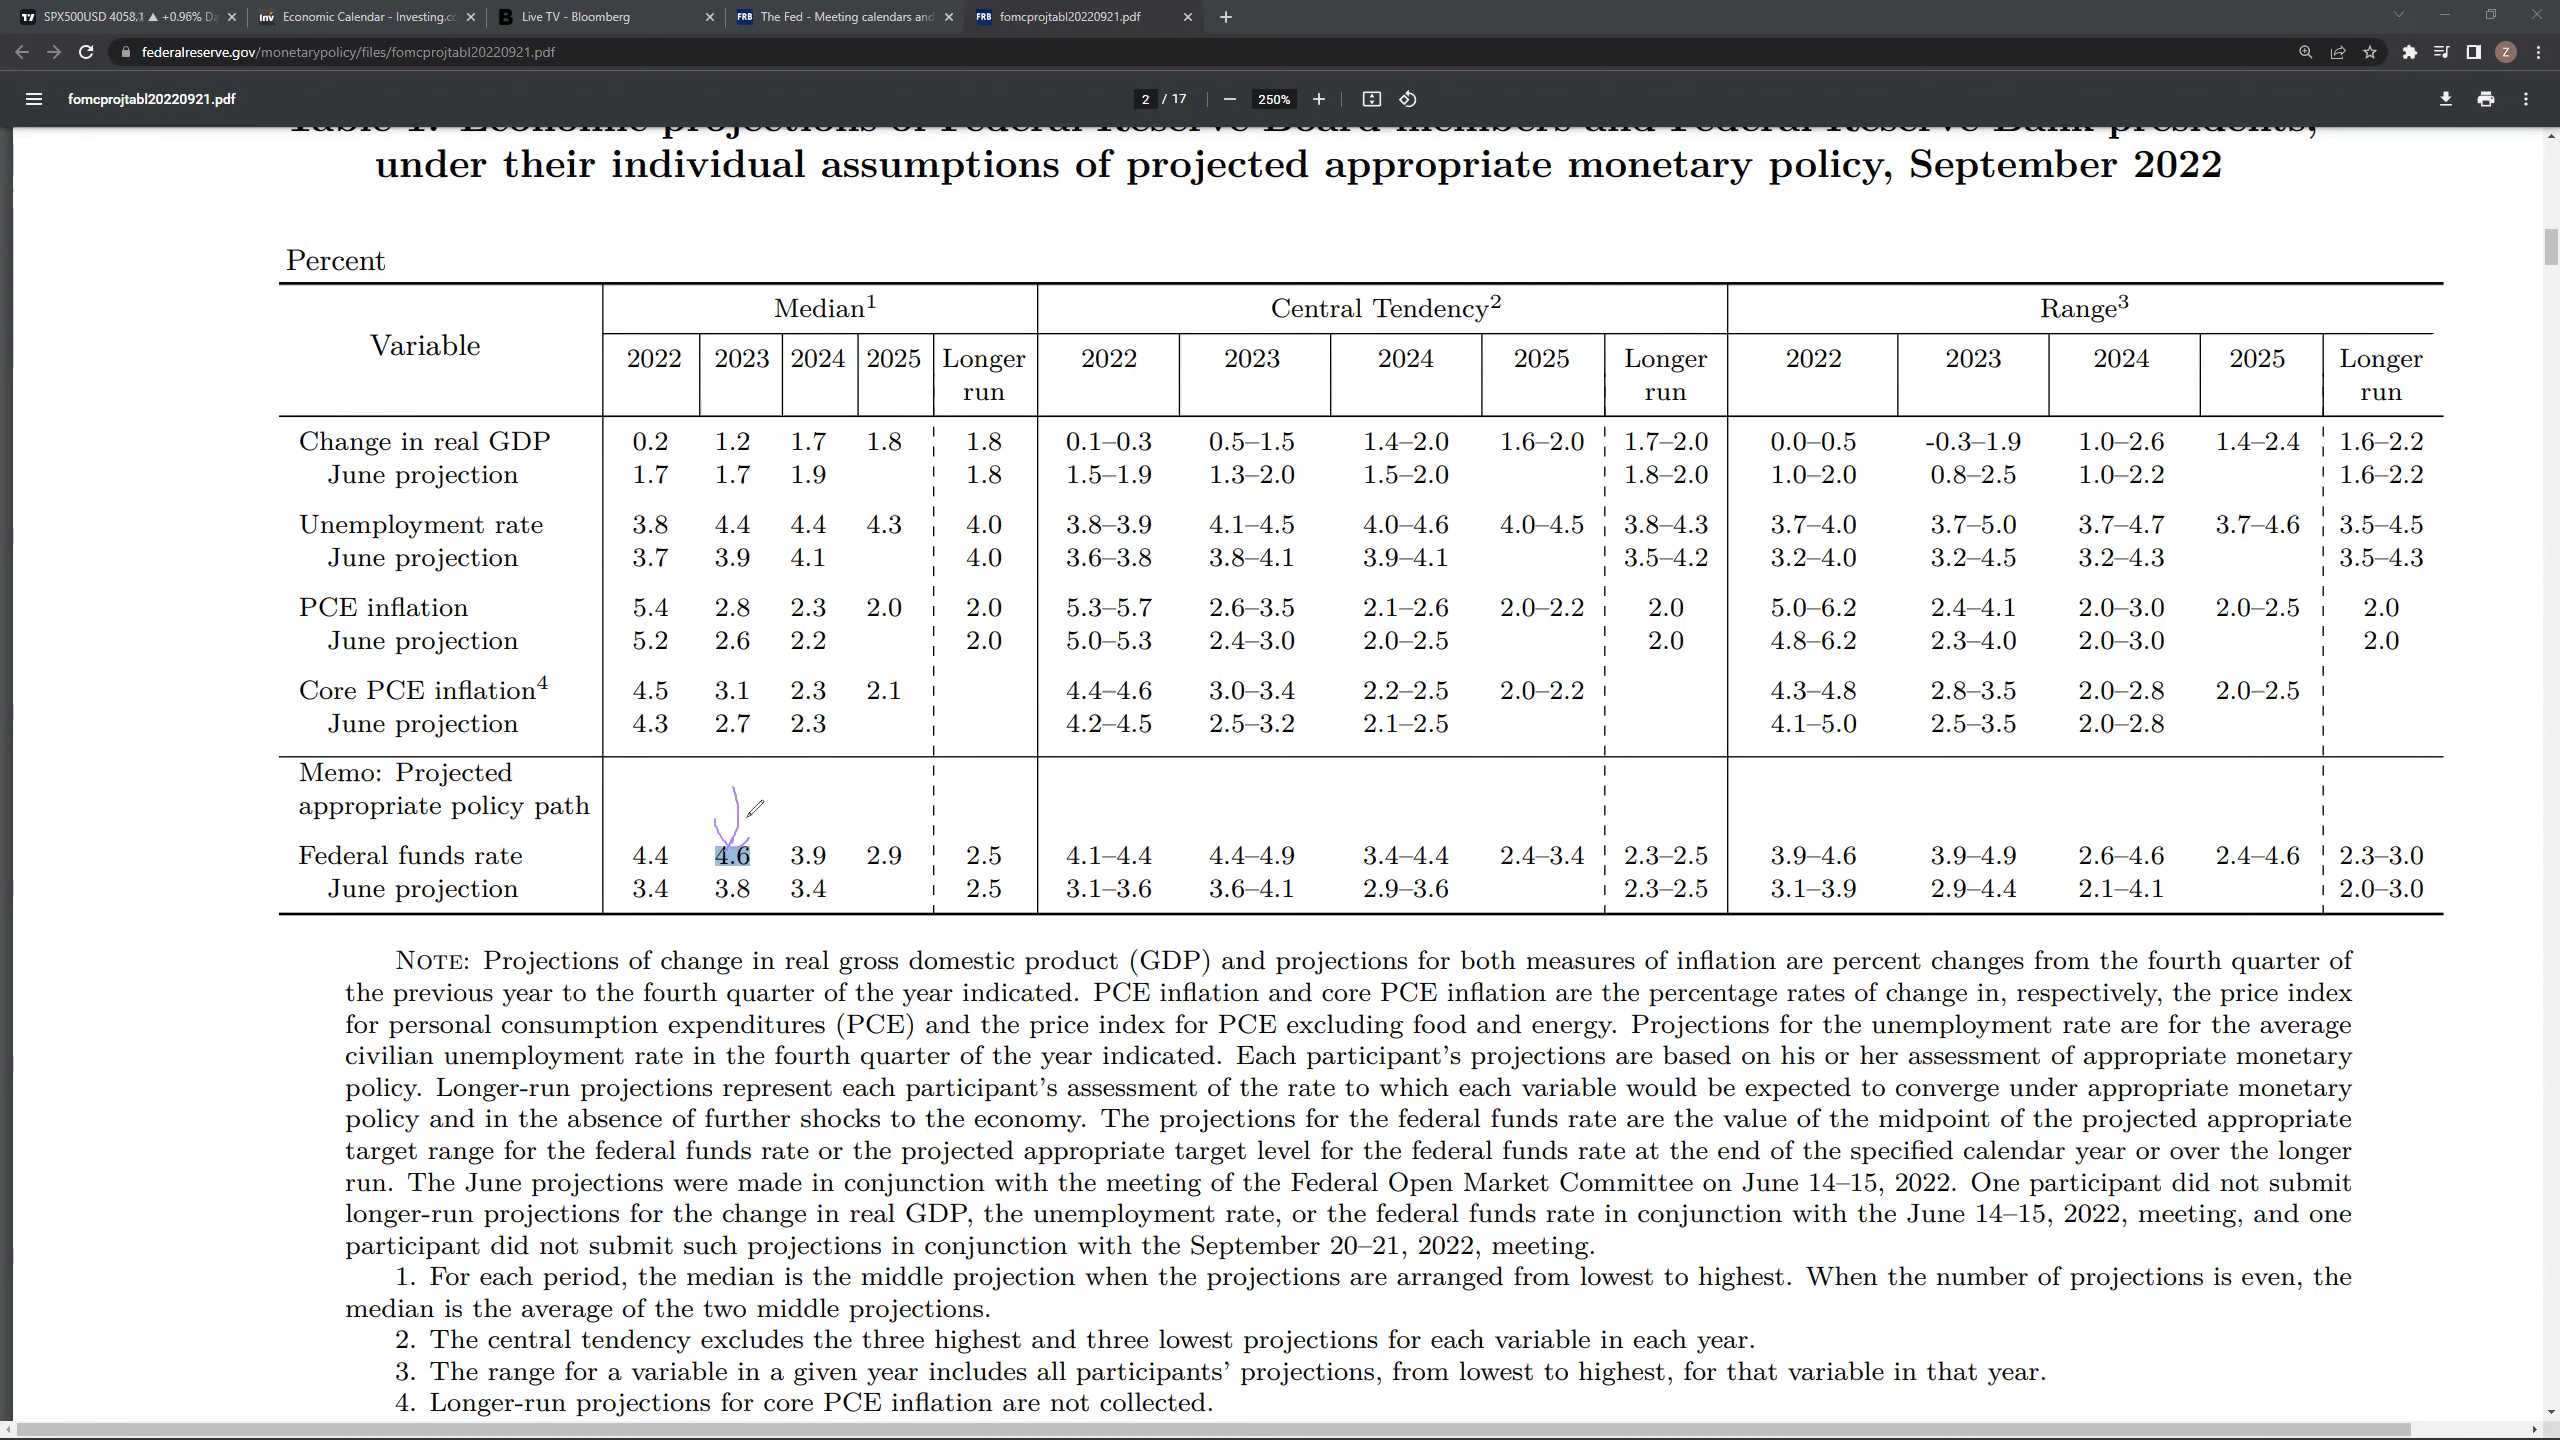 SPX500USD 4058.1 ▲ +0.96% Da
Economic Calendar - Investing.co
Live TV - Bloomberg
The Fed - Meeting calendars and
fomcprojtabl20220921.pdf
federalreserve.gov/monetarypolicy/files/fomcprojtabl20220921.pdf
Z
fomcprojtabl20220921.pdf
2 / 17
250%
Table 1. Economic projections of Federal Reserve Board members and Federal Reserve Bank presidents,
under their individual assumptions of projected appropriate monetary policy, September 2022
Percent
Variable Median1 Central Tendency2 Range3
2022 2023 2024 2025 Longer run 2022 2023 2024 2025 Longer run 2022 2023 2024 2025 Longer run
Change in real GDP 0.2 1.2 1.7 1.8 1.8 0.1–0.3 0.5–1.5 1.4–2.0 1.6–2.0 1.7–2.0 0.0–0.5 -0.3–1.9 1.0–2.6 1.4–2.4 1.6–2.2
June projection 1.7 1.7 1.9 1.8 1.5–1.9 1.3–2.0 1.5–2.0 1.8–2.0 1.0–2.0 0.8–2.5 1.0–2.2 1.6–2.2
Unemployment rate 3.8 4.4 4.4 4.3 4.0 3.8–3.9 4.1–4.5 4.0–4.6 4.0–4.5 3.8–4.3 3.7–4.0 3.7–5.0 3.7–4.7 3.7–4.6 3.5–4.5
June projection 3.7 3.9 4.1 4.0 3.6–3.8 3.8–4.1 3.9–4.1 3.5–4.2 3.2–4.0 3.2–4.5 3.2–4.3 3.5–4.3
PCE inflation 5.4 2.8 2.3 2.0 2.0 5.3–5.7 2.6–3.5 2.1–2.6 2.0–2.2 2.0 5.0–6.2 2.4–4.1 2.0–3.0 2.0–2.5 2.0
June projection 5.2 2.6 2.2 2.0 5.0–5.3 2.4–3.0 2.0–2.5 2.0 4.8–6.2 2.3–4.0 2.0–3.0 2.0
Core PCE inflation4 4.5 3.1 2.3 2.1 4.4–4.6 3.0–3.4 2.2–2.5 2.0–2.2 4.3–4.8 2.8–3.5 2.0–2.8 2.0–2.5
June projection 4.3 2.7 2.3 4.2–4.5 2.5–3.2 2.1–2.5 4.1–5.0 2.5–3.5 2.0–2.8
Memo: Projected
appropriate policy path
Federal funds rate 4.4 4.6 3.9 2.9 2.5 4.1–4.4 4.4–4.9 3.4–4.4 2.4–3.4 2.3–2.5 3.9–4.6 3.9–4.9 2.6–4.6 2.4–4.6 2.3–3.0
June projection 3.4 3.8 3.4 2.5 3.1–3.6 3.6–4.1 2.9–3.6 2.3–2.5 3.1–3.9 2.9–4.4 2.1–4.1 2.0–3.0
NOTE: Projections of change in real gross domestic product (GDP) and projections for both measures of inflation are percent changes from the fourth quarter of
the previous year to the fourth quarter of the year indicated. PCE inflation and core PCE inflation are the percentage rates of change in, respectively, the price index
for personal consumption expenditures (PCE) and the price index for PCE excluding food and energy. Projections for the unemployment rate are for the average
civilian unemployment rate in the fourth quarter of the year indicated. Each participant's projections are based on his or her assessment of appropriate monetary
policy. Longer-run projections represent each participant's assessment of the rate to which each variable would be expected to converge under appropriate monetary
policy and in the absence of further shocks to the economy. The projections for the federal funds rate are the value of the midpoint of the projected appropriate
target range for the federal funds rate or the projected appropriate target level for the federal funds rate at the end of the specified calendar year or over the longer
run. The June projections were made in conjunction with the meeting of the Federal Open Market Committee on June 14–15, 2022. One participant did not submit
longer-run projections for the change in real GDP, the unemployment rate, or the federal funds rate in conjunction with the June 14–15, 2022, meeting, and one
participant did not submit such projections in conjunction with the September 20–21, 2022, meeting.
1. For each period, the median is the middle projection when the projections are arranged from lowest to highest. When the number of projections is even, the
median is the average of the two middle projections.
2. The central tendency excludes the three highest and three lowest projections for each variable in each year.
3. The range for a variable in a given year includes all participants' projections, from lowest to highest, for that variable in that year.
4. Longer-run projections for core PCE inflation are not collected.